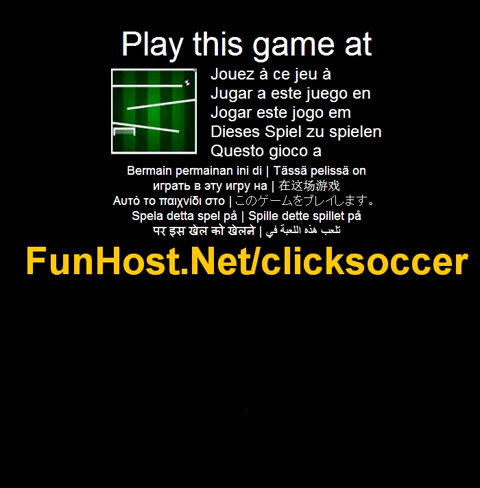 Play this game at
Jouez à ce jeu à
Jugar a este juego en
Jogar este jogo em
Dieses Spiel zu spielen
Questo gioco a
Bermain permainan ini di | Tässä pelissä on
играть в эту игру на | 在这场游戏
Αυτό το παιχνίδι στο | このゲームをプレイします。
Spela detta spel på | Spille dette spillet på
पर इस खेल को खेलने | تلعب هذه اللعبة في
FunHost.Net/clicksoccer